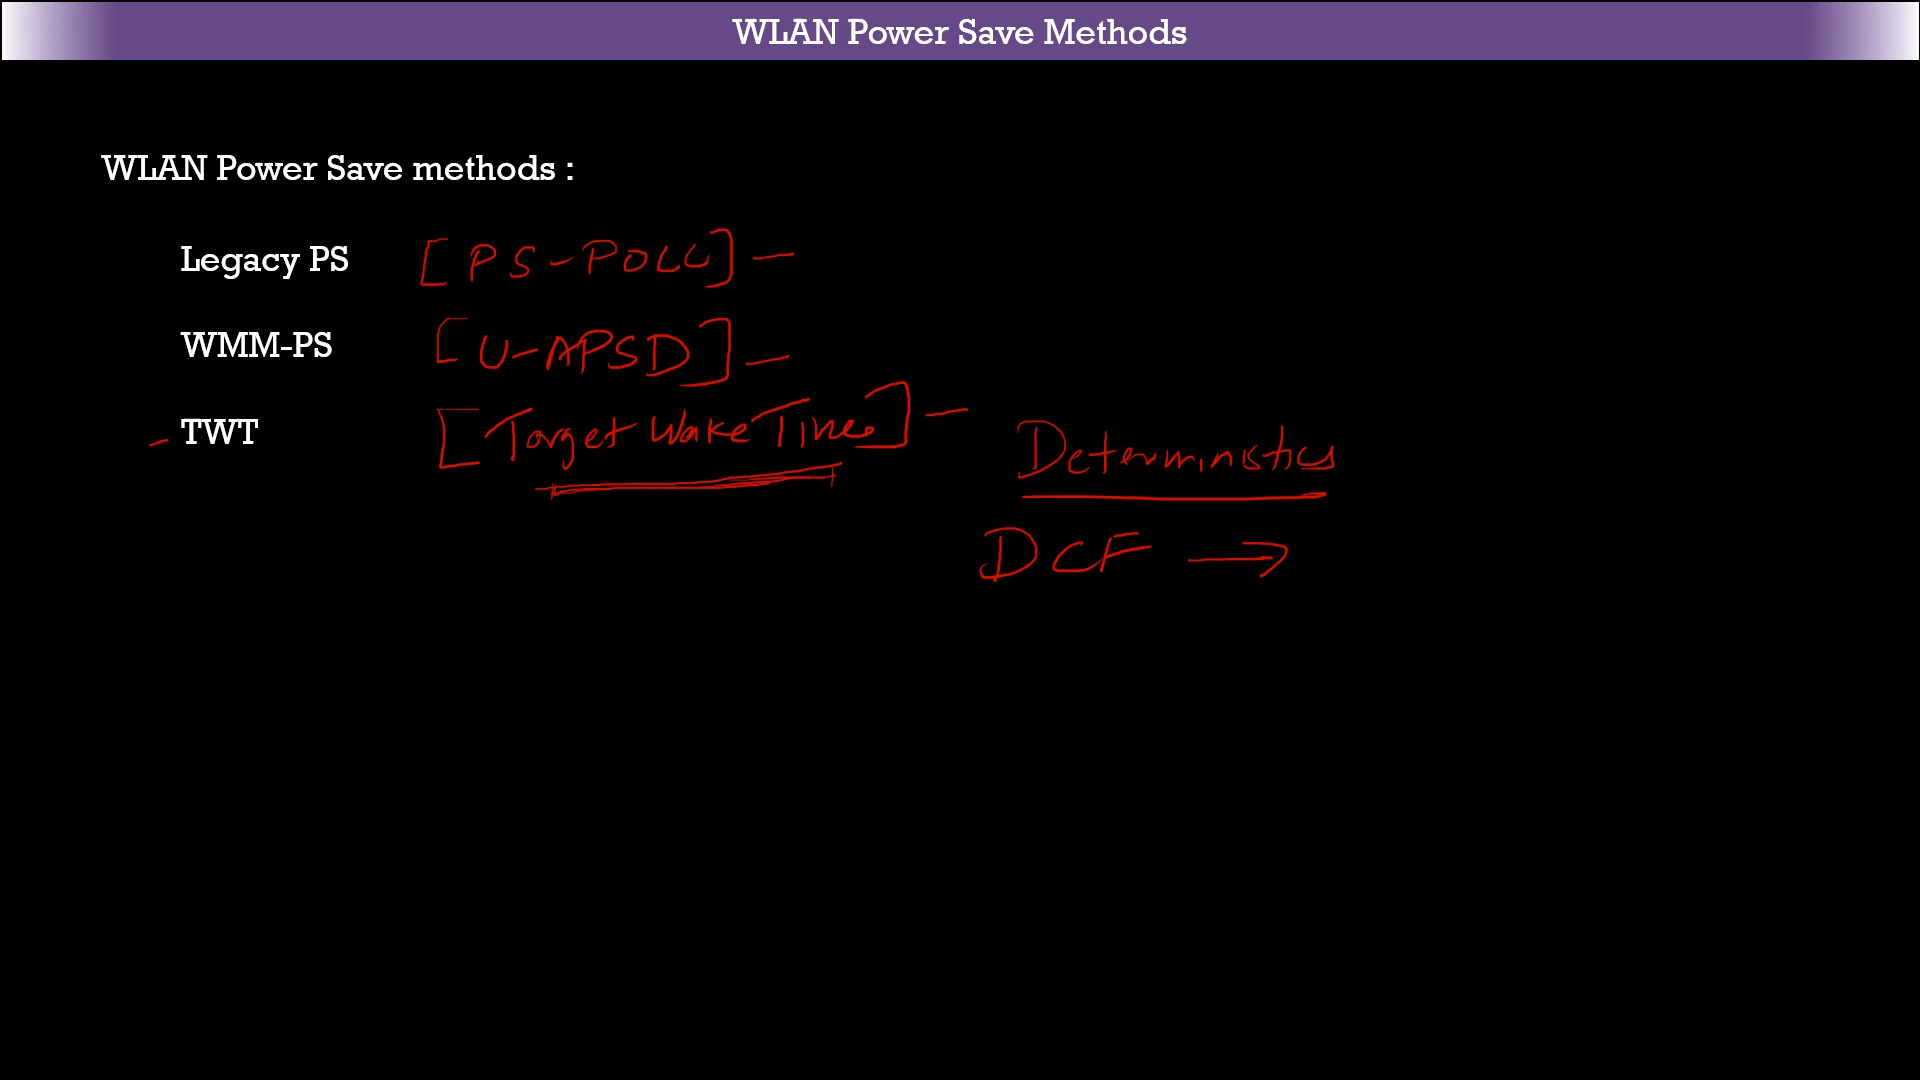 WLAN Power Save Methods
WLAN Power Save methods :
Legacy PS [PS-POLL] -
WMM-PS [U-APSD] -
- TWT [Target Wake Time] -
Deterministics
DCF →